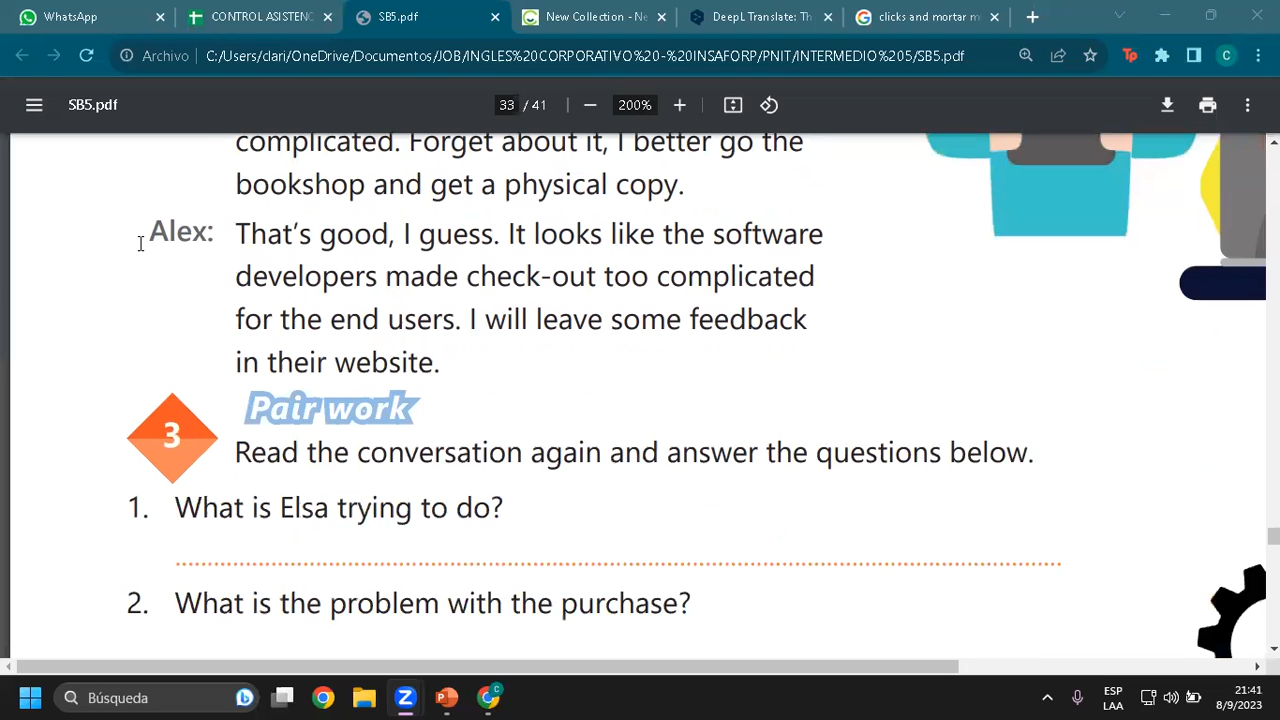 WhatsApp
CONTROL ASISTENC
SB5.pdf
New Collection - Ne
DeepL Translate: Th
clicks and mortar m
Archivo
C:/Users/clari/OneDrive/Documentos/JOB/INGLES%20CORPORATIVO%20-%20INSAFORP/PNIT/INTERMEDIO%205/SB5.pdf
Tp
C
SB5.pdf
33 / 41
200%
complicated. Forget about it, I better go the
bookshop and get a physical copy.
Alex: That's good, I guess. It looks like the software
developers made check-out too complicated
for the end users. I will leave some feedback
in their website.
3
Pair work
Read the conversation again and answer the questions below.
1. What is Elsa trying to do?
2. What is the problem with the purchase?
Búsqueda
C
ESP
LAA
21:41
8/9/2023